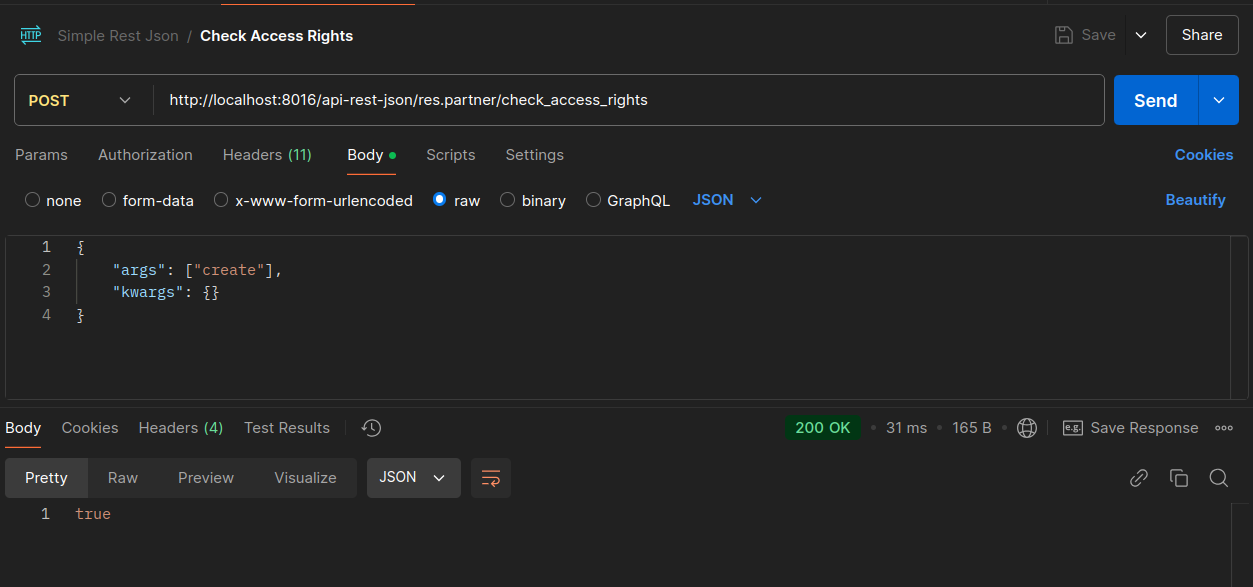 HTTP Simple Rest Json / Check Access Rights Save Share
POST http://localhost:8016/api-rest-json/res.partner/check_access_rights Send
Params Authorization Headers (11) Body Scripts Settings Cookies
none form-data x-www-form-urlencoded raw binary GraphQL JSON Beautify
1 {
2 "args": ["create"],
3 "kwargs": {}
4 }
Body Cookies Headers (4) Test Results 200 OK • 31 ms • 165 B • e.g. Save Response
Pretty Raw Preview Visualize JSON
1 true